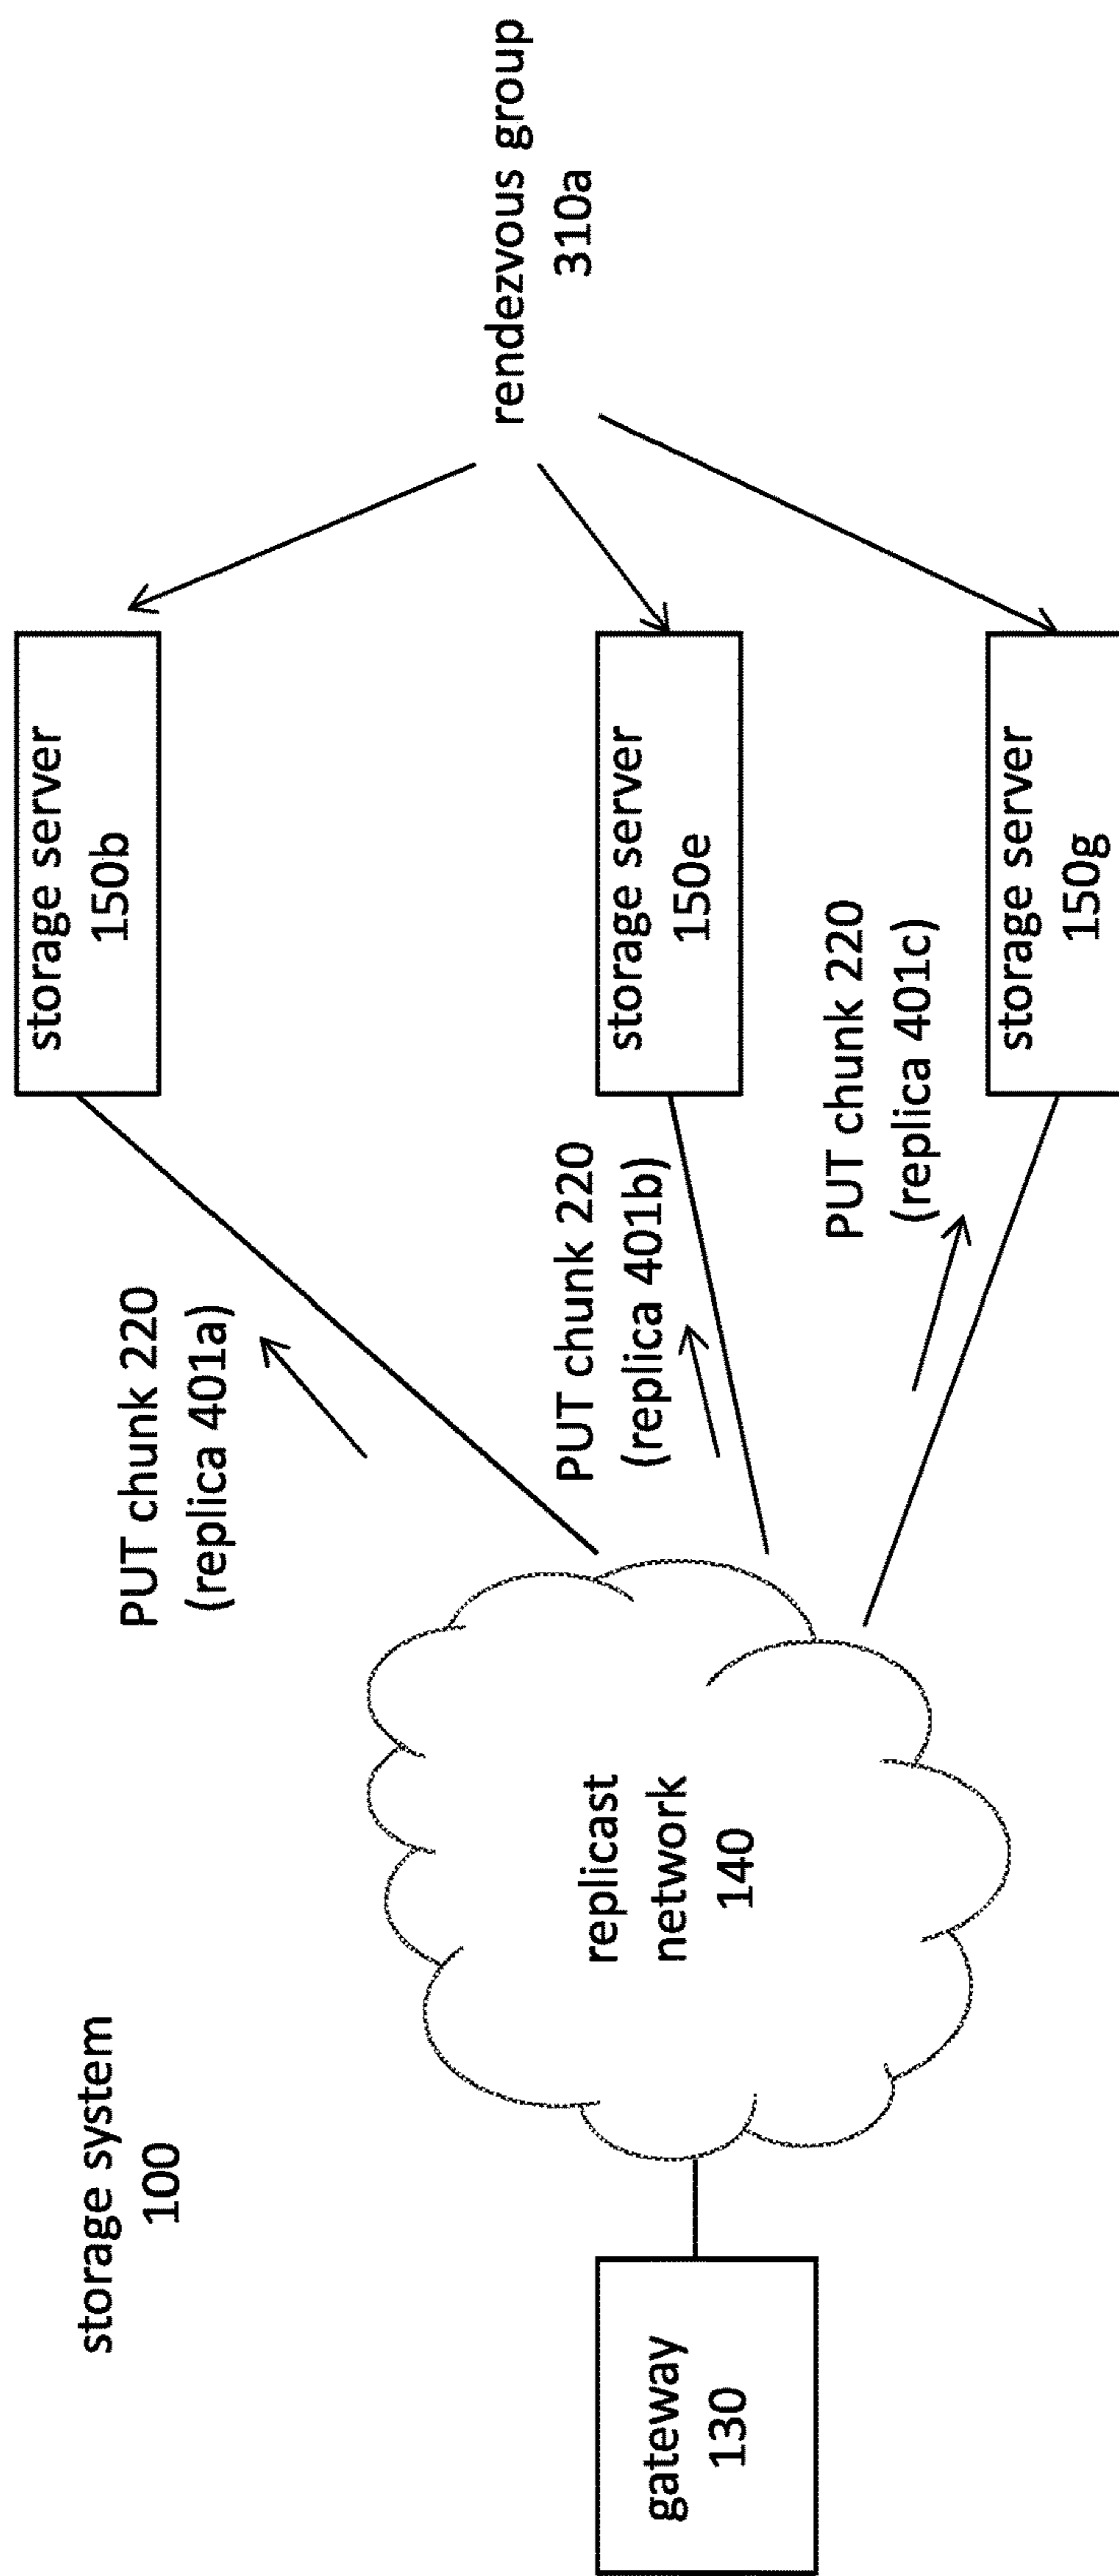 storage system
100
gateway
130
replicast
network
140
PUT chunk 220
(replica 401a)
PUT chunk 220
(replica 401b)
PUT chunk 220
(replica 401c)
storage server
150b
storage server
150e
storage server
150g
rendezvous group
310a